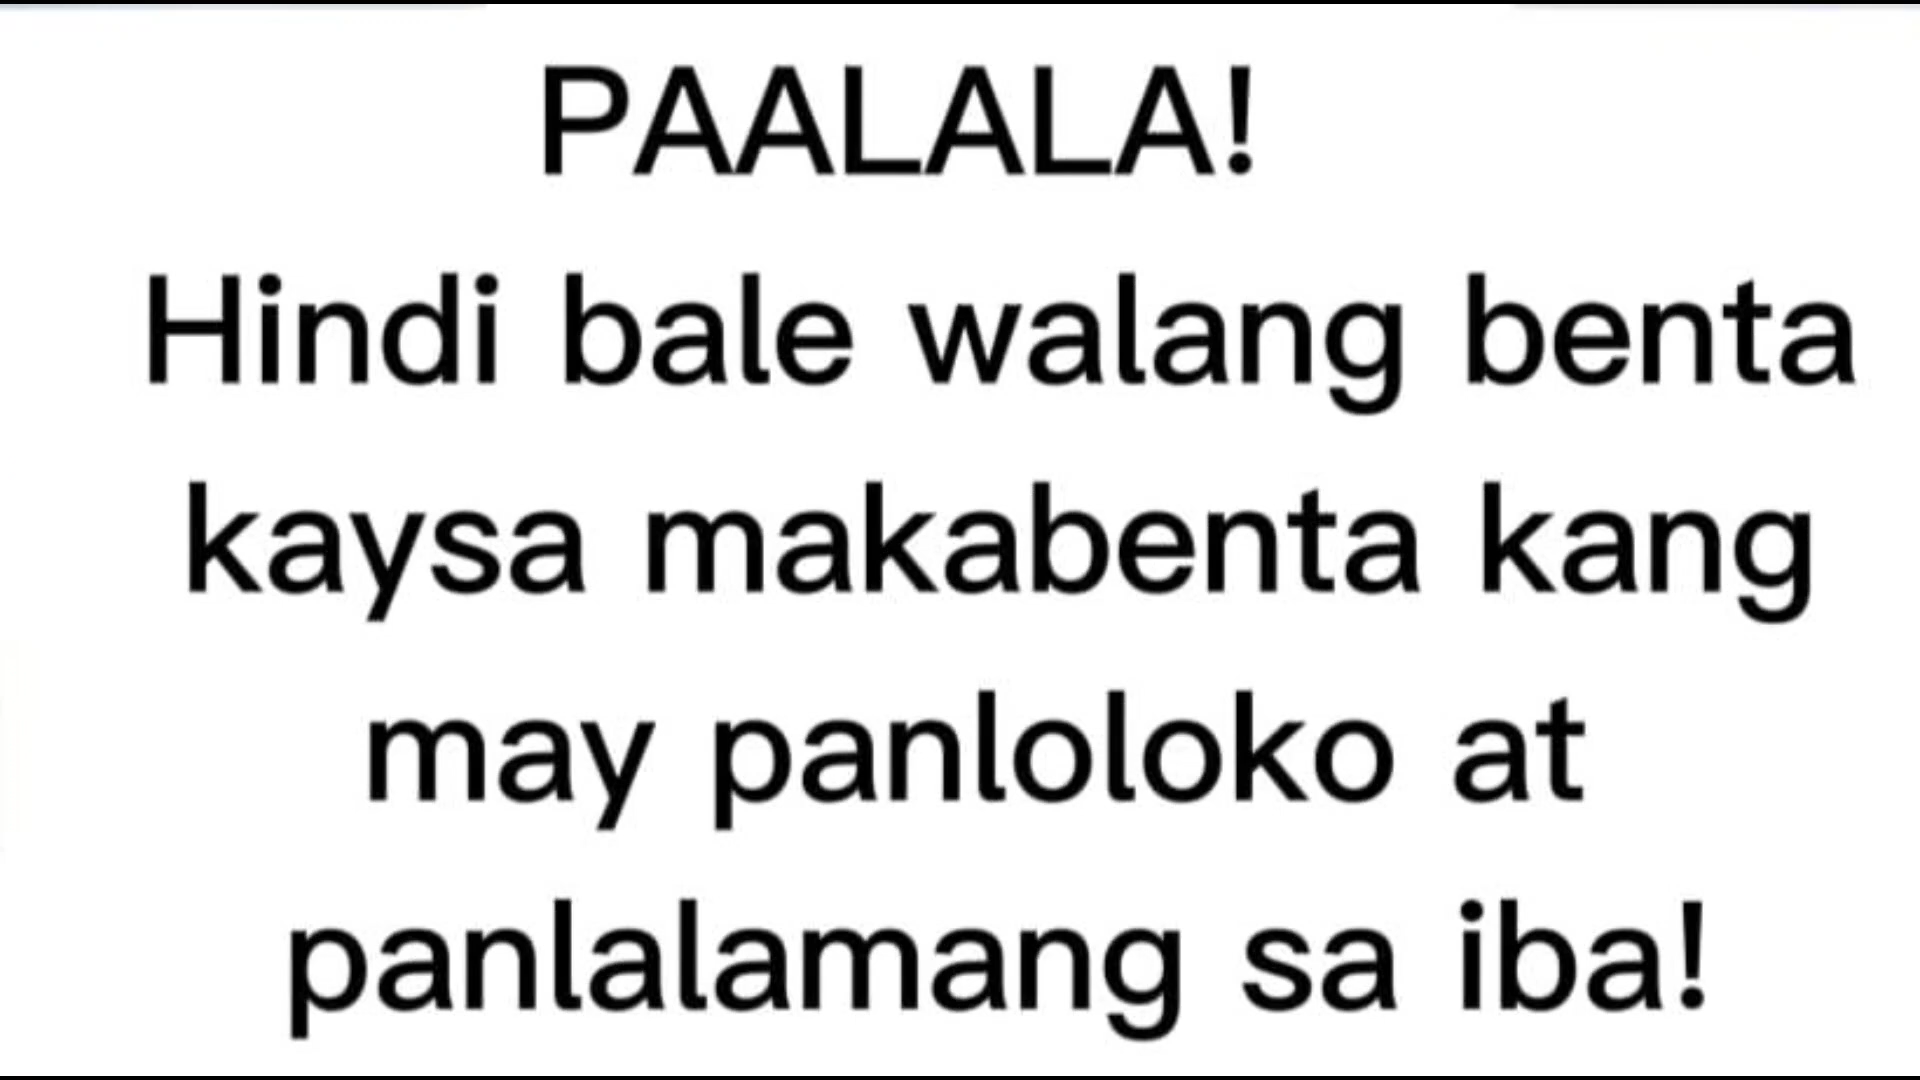 PAALALA!
Hindi bale walang benta
kaysa makabenta kang
may panloloko at
panlalamang sa iba!